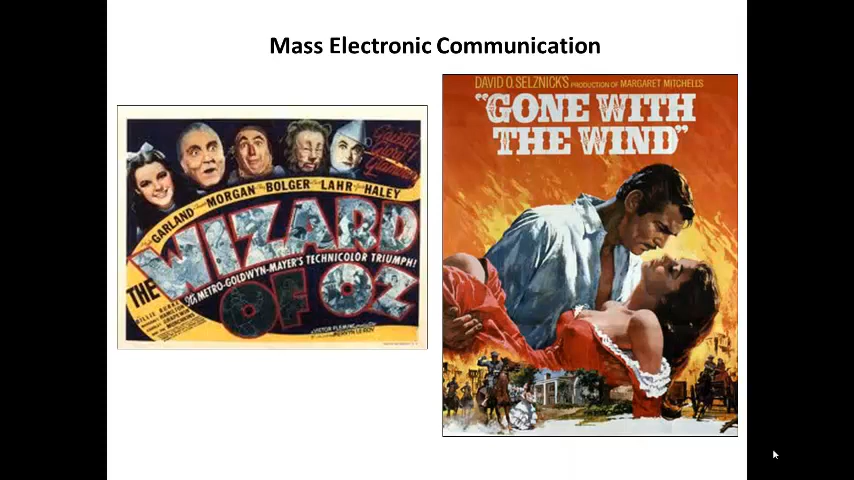 Mass Electronic Communication
GARLAND MORGAN BOLGER LAHR HALEY
THE WIZARD
METRO-GOLDWYN-MAYER'S TECHNICOLOR TRIUMPH!
OF OZ
DAVID O. SELZNICK'S PRODUCTION OF MARGARET MITCHELL'S
"GONE WITH
THE WIND"